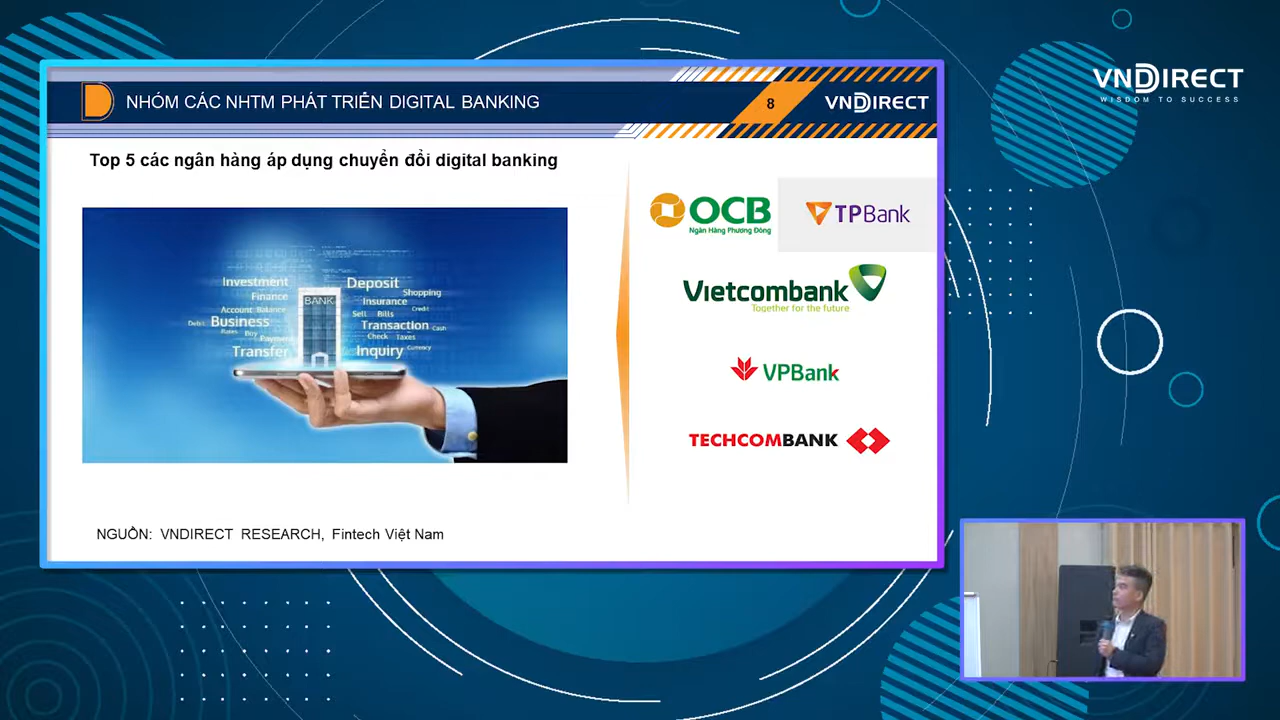 NHÓM CÁC NHTM PHÁT TRIỂN DIGITAL BANKING
8
VNDIRECT
VNDIRECT
WISDOM TO SUCCESS
Top 5 các ngân hàng áp dụng chuyển đổi digital banking
Investment
Finance
Account Balance
Debt
Business
Rates Buy
Payment
Transfer
BANK
Deposit
Shopping
Insurance
Credit
Sell Bills
Transaction
Cash
Check Taxes
Inquiry
Currency
OCB
Ngân Hàng Phương Đông
TPBank
Vietcombank
Together for the future
VPBank
TECHCOMBANK
NGUỒN: VNDIRECT RESEARCH, Fintech Việt Nam